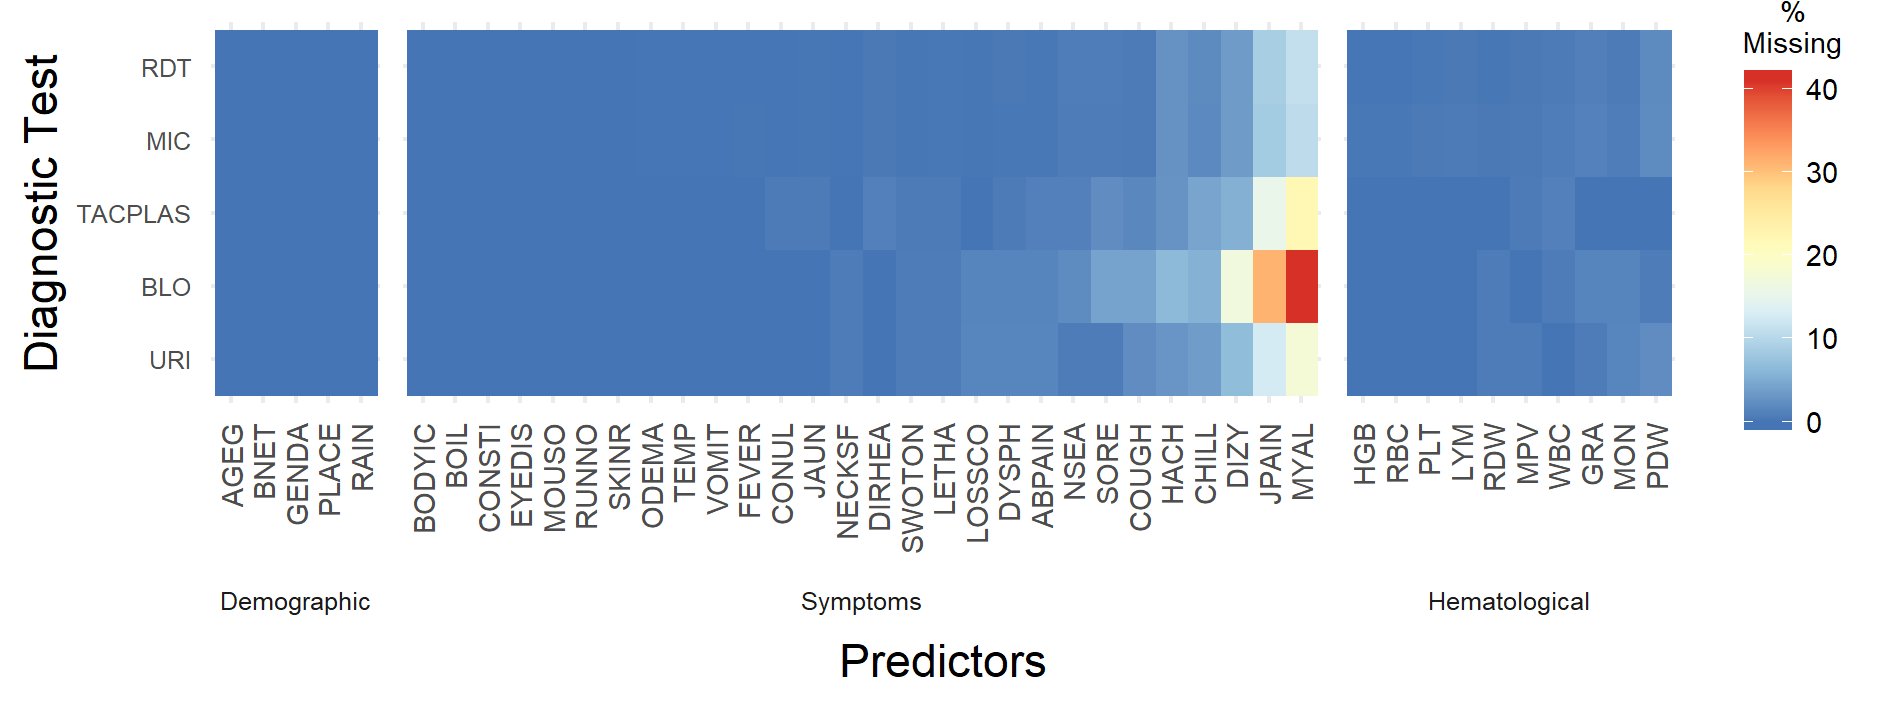 %
Missing
40
30
20
10
0
Diagnostic Test
RDT
MIC
TACPLAS
BLO
URI
AGEG
BNET
GENDA
PLACE
RAIN
BODYIC
BOIL
CONSTI
EYEDIS
MOUSO
RUNNO
SKINR
ODEMA
TEMP
VOMIT
FEVER
CONUL
JAUN
NECKSF
DIRHEA
SWOTON
LETHA
LOSSCO
DYSPH
ABPAIN
NSEA
SORE
COUGH
HACH
CHILL
DIZY
JPAIN
MYAL
HGB
RBC
PLT
LYM
RDW
MPV
WBC
GRA
MON
PDW
Demographic
Symptoms
Hematological
Predictors